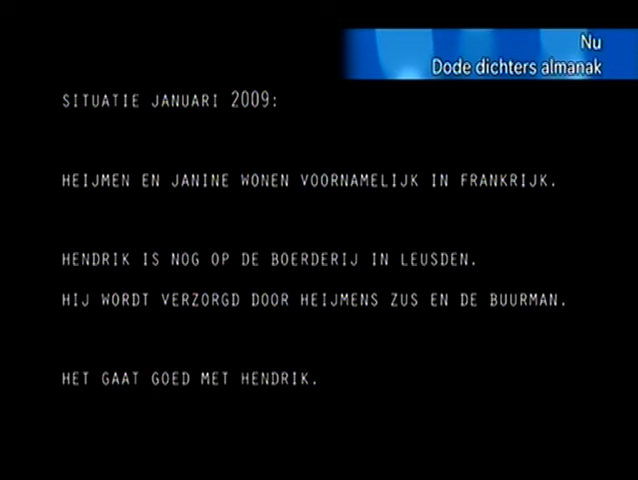 Nu
Dode dichters almanak
SITUATIE JANUARI 2009:
HEIJMEN EN JANINE WONEN VOORNAMELIJK IN FRANKRIJK.
HENDRIK IS NOG OP DE BOERDERIJ IN LEUSDEN.
HIJ WORDT VERZORGD DOOR HEIJMENS ZUS EN DE BUURMAN.
HET GAAT GOED MET HENDRIK.